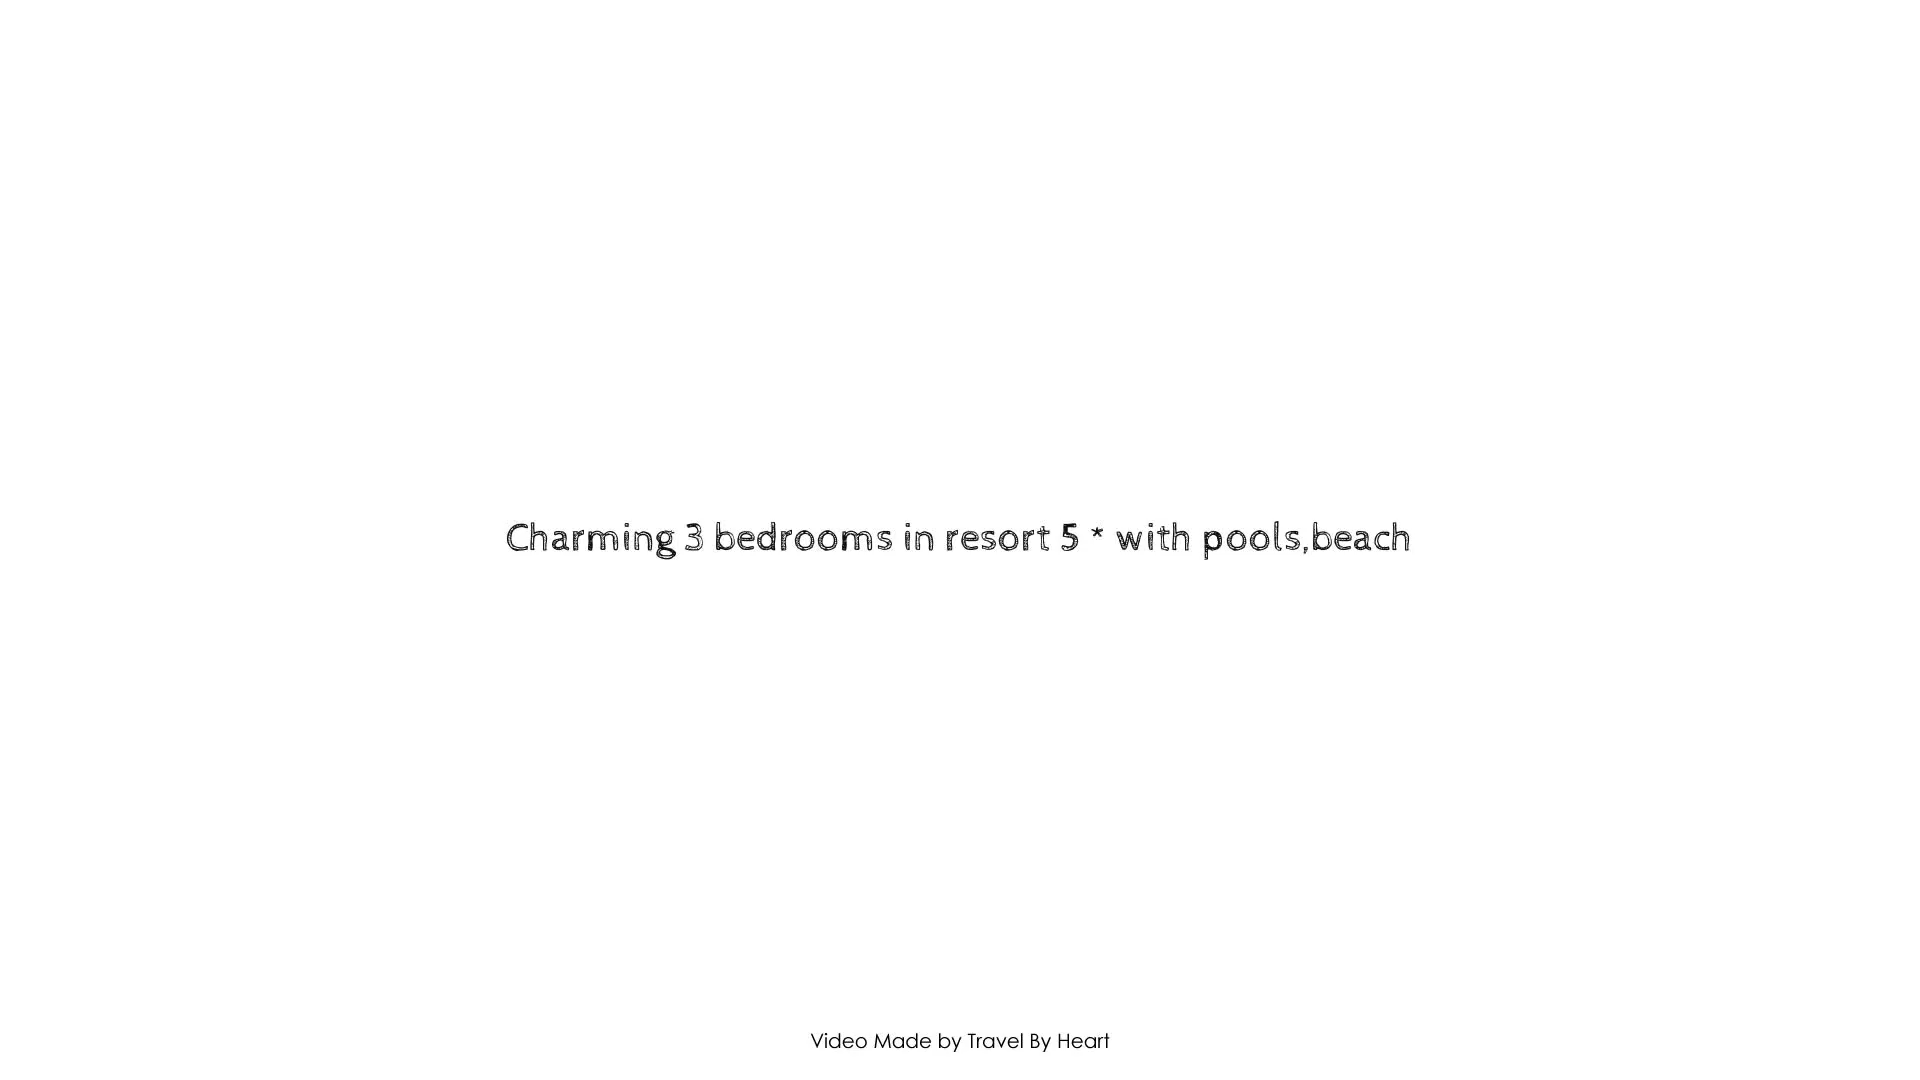 Charming 3 bedrooms in resort 5 * with pools,beach
Video Made by Travel By Heart